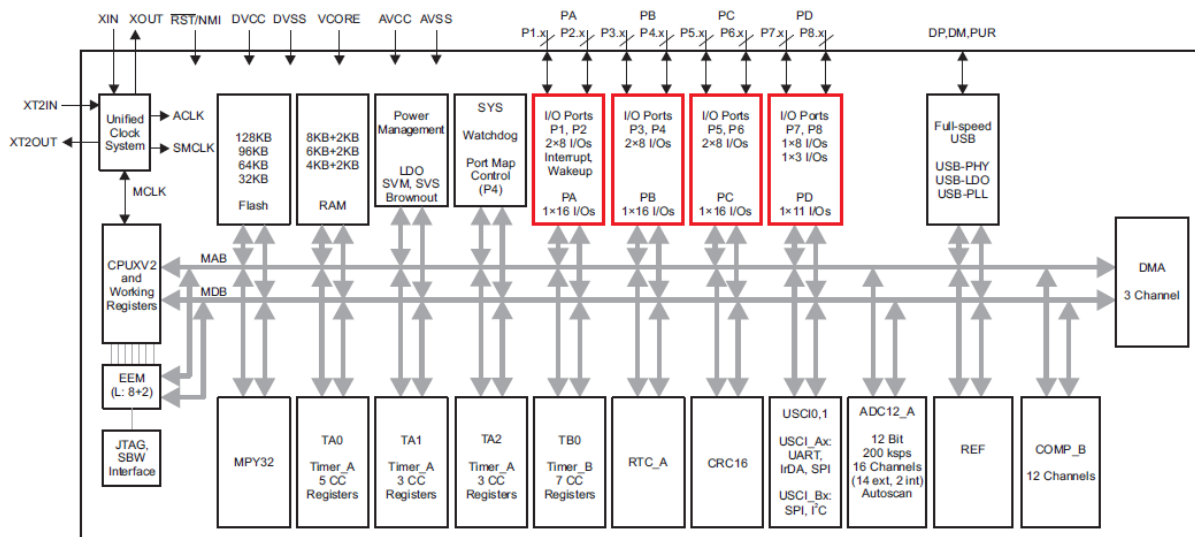 XIN XOUT RST/NMI DVCC DVSS VCORE AVCC AVSS
PA PB PC PD
P1.x P2.x P3.x P4.x P5.x P6.x P7.x P8.x
DP,DM,PUR
XT2IN
XT2OUT
Unified
Clock
System
ACLK
SMCLK
MCLK
128KB
96KB
64KB
32KB
Flash
8KB+2KB
6KB+2KB
4KB+2KB
RAM
Power
Management
LDO
SVM, SVS
Brownout
SYS
Watchdog
Port Map
Control
(P4)
I/O Ports
P1, P2
2×8 I/Os
Interrupt,
Wakeup
PA
1×16 I/Os
I/O Ports
P3, P4
2×8 I/Os
PB
1×16 I/Os
I/O Ports
P5, P6
2×8 I/Os
PC
1×16 I/Os
I/O Ports
P7, P8
1×8 I/Os
1×3 I/Os
PD
1×11 I/Os
Full-speed
USB
USB-PHY
USB-LDO
USB-PLL
CPUXV2
and
Working
Registers
MAB
MDB
DMA
3 Channel
EEM
(L: 8+2)
JTAG,
SBW
Interface
MPY32
TA0
Timer_A
5 CC
Registers
TA1
Timer_A
3 CC
Registers
TA2
Timer_A
3 CC
Registers
TB0
Timer_B
7 CC
Registers
RTC_A
CRC16
USCI0,1
USCI_Ax:
UART,
IrDA, SPI
USCI_Bx:
SPI, I²C
ADC12_A
12 Bit
200 ksps
16 Channels
(14 ext, 2 int)
Autoscan
REF
COMP_B
12 Channels